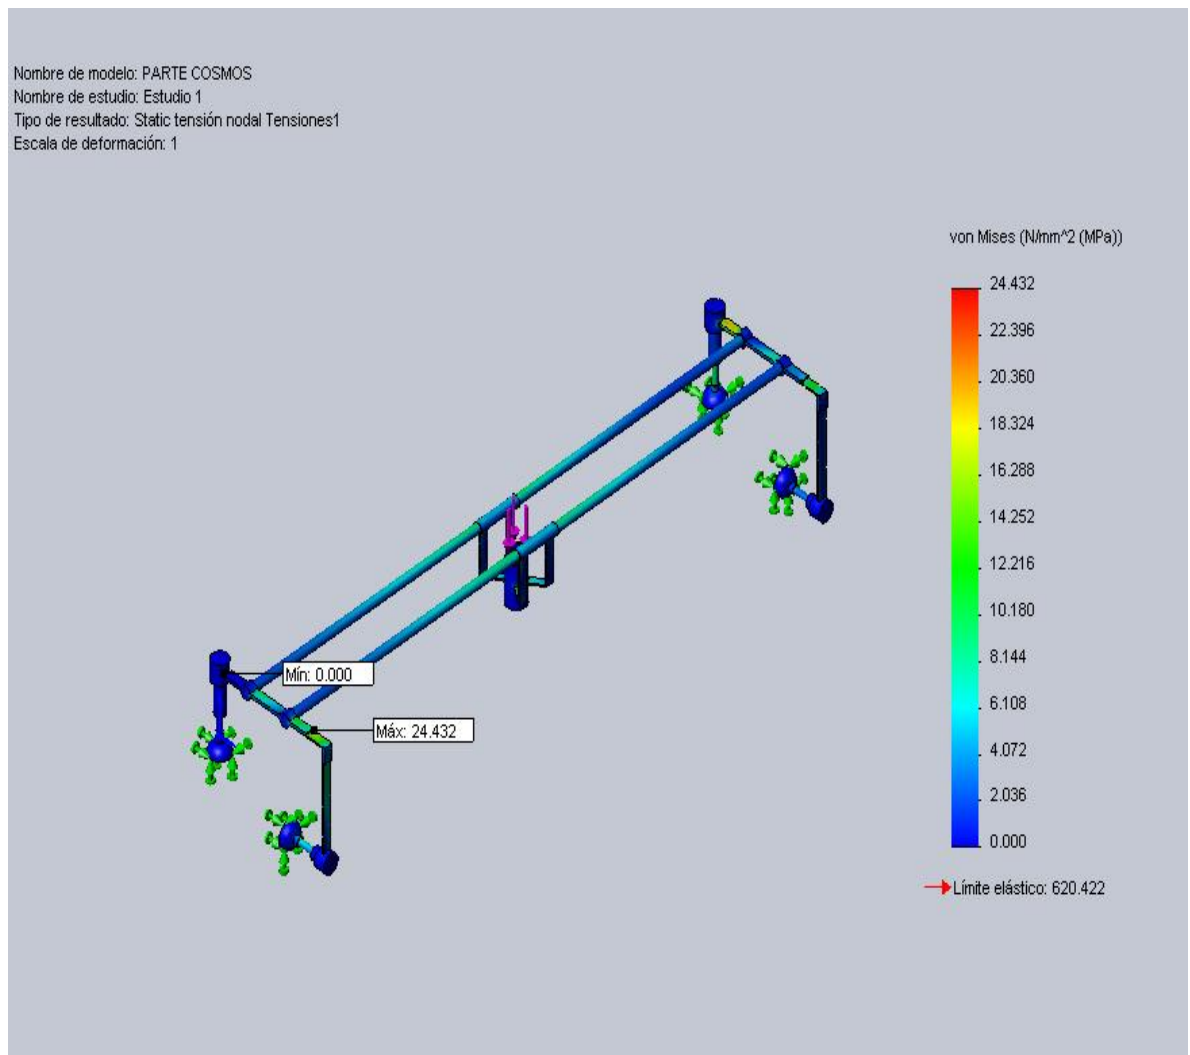 Nombre de modelo: PARTE COSMOS
Nombre de estudio: Estudio 1
Tipo de resultado: Static tensión nodal Tensiones1
Escala de deformación: 1
von Mises (N/mm^2 (MPa))
24.432
22.396
20.360
18.324
16.288
14.252
12.216
10.180
8.144
6.108
4.072
2.036
0.000
Límite elástico: 620.422
Mín: 0.000
Máx: 24.432